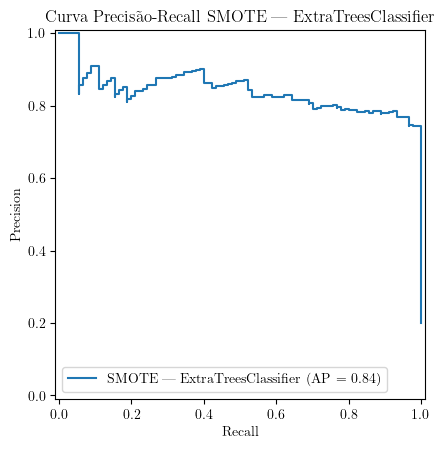 Curva Precisão-Recall SMOTE — ExtraTreesClassifier
1.0
0.8
0.6
0.4
0.2
0.0
Precision
SMOTE — ExtraTreesClassifier (AP = 0.84)
0.0 0.2 0.4 0.6 0.8 1.0
Recall